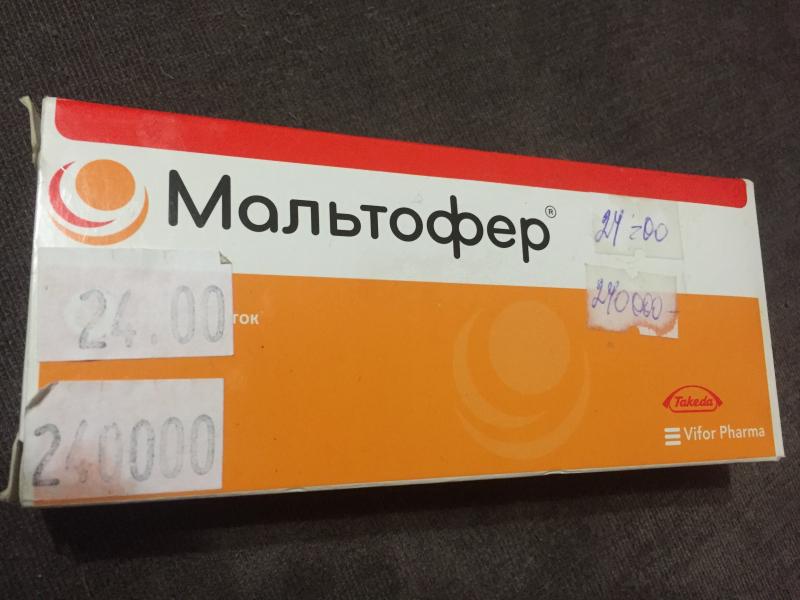 Мальтофер®
24=00
240000-
24.00
ток
240000
Takeda
Vifor Pharma